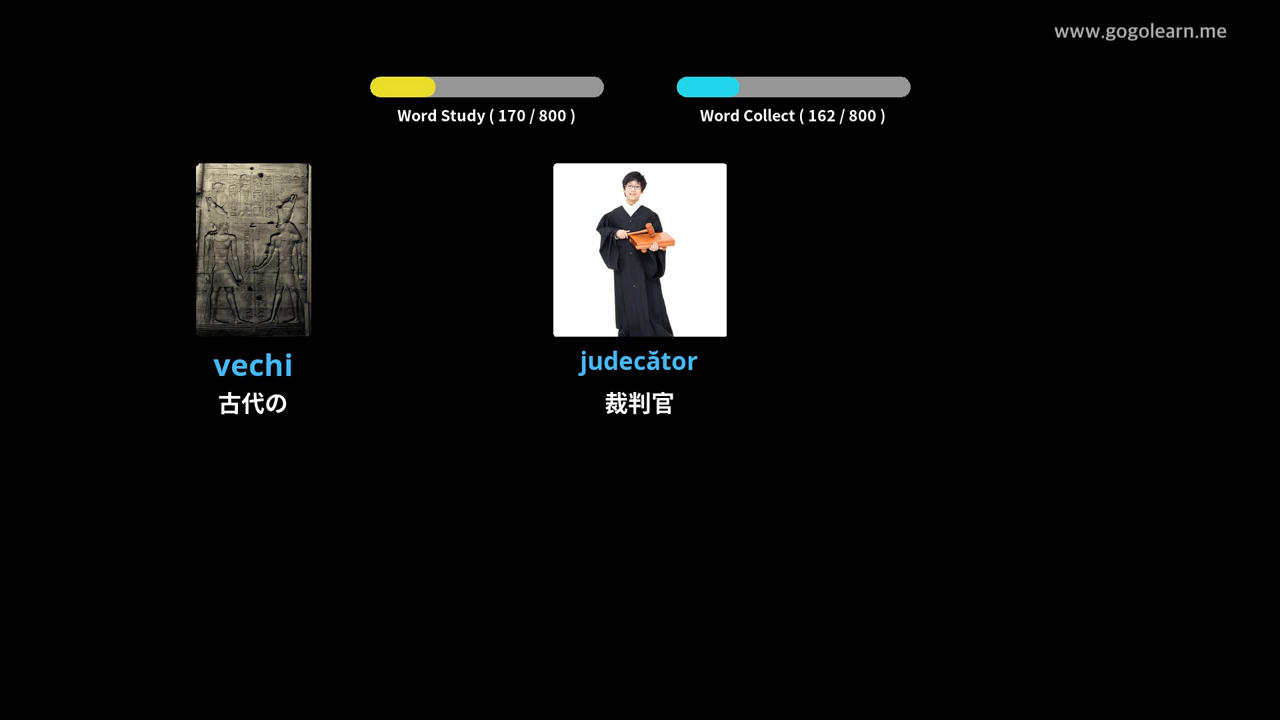 www.gogolearn.me
Word Study ( 170 / 800 )
Word Collect ( 162 / 800 )
vechi
古代の
judecător
裁判官